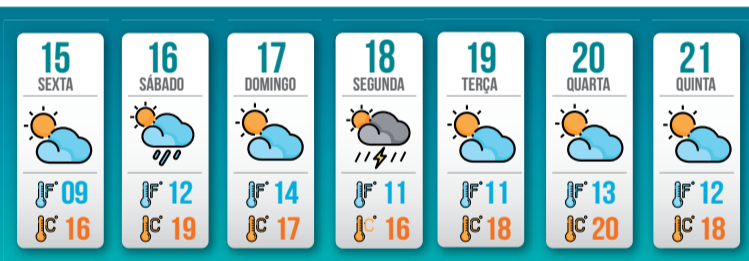 15
SEXTA
F° 09
C° 16
16
SÁBADO
F° 12
C° 19
17
DOMINGO
F° 14
C° 17
18
SEGUNDA
F° 11
C° 16
19
TERÇA
F° 11
C° 18
20
QUARTA
F° 13
C° 20
21
QUINTA
F° 12
C° 18